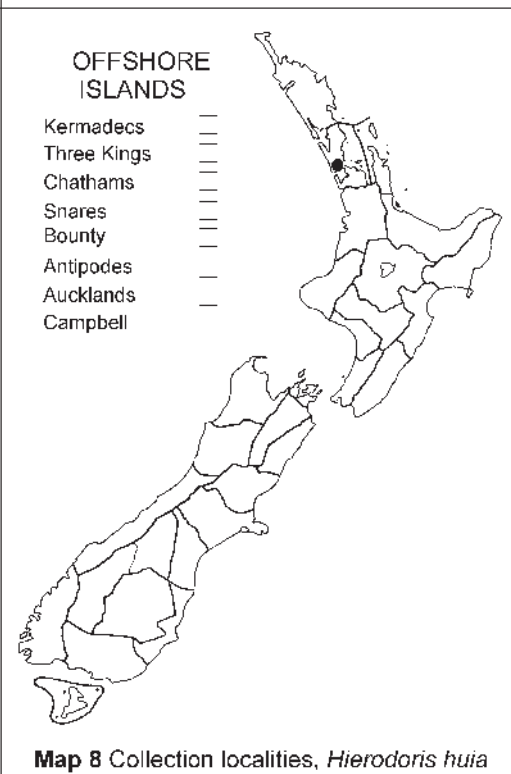 OFFSHORE
ISLANDS
Kermadecs
Three Kings
Chathams
Snares
Bounty
Antipodes
Aucklands
Campbell
Map 8 Collection localities, Hierodoris huia